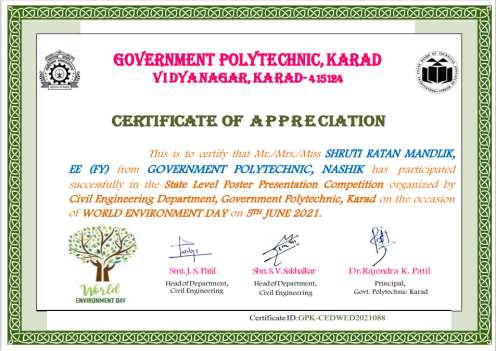 GOVERNMENT POLYTECHNIC, KARAD
VIDYANAGAR, KARAD-415124
CERTIFICATE OF APPRECIATION
This is to certify that Mr./Mrs./Miss SHRUTI RATAN MANDLIK,
EE (FY) from GOVERNMENT POLYTECHNIC, NASHIK has participated
successfully in the State Level Poster Presentation Competition organized by
Civil Engineering Department, Government Polytechnic, Karad on the occasion
of WORLD ENVIRONMENT DAY on 5TH JUNE 2021.
World
ENVIRONMENT DAY
Smt. J. S. Patil
Head of Department,
Civil Engineering
Shri. S. V. Sakhalkar
Head of Department,
Civil Engineering
Dr. Rajendra K. Patil
Principal,
Govt. Polytechnic Karad
Certificate ID:GPK-CEDWED2021088